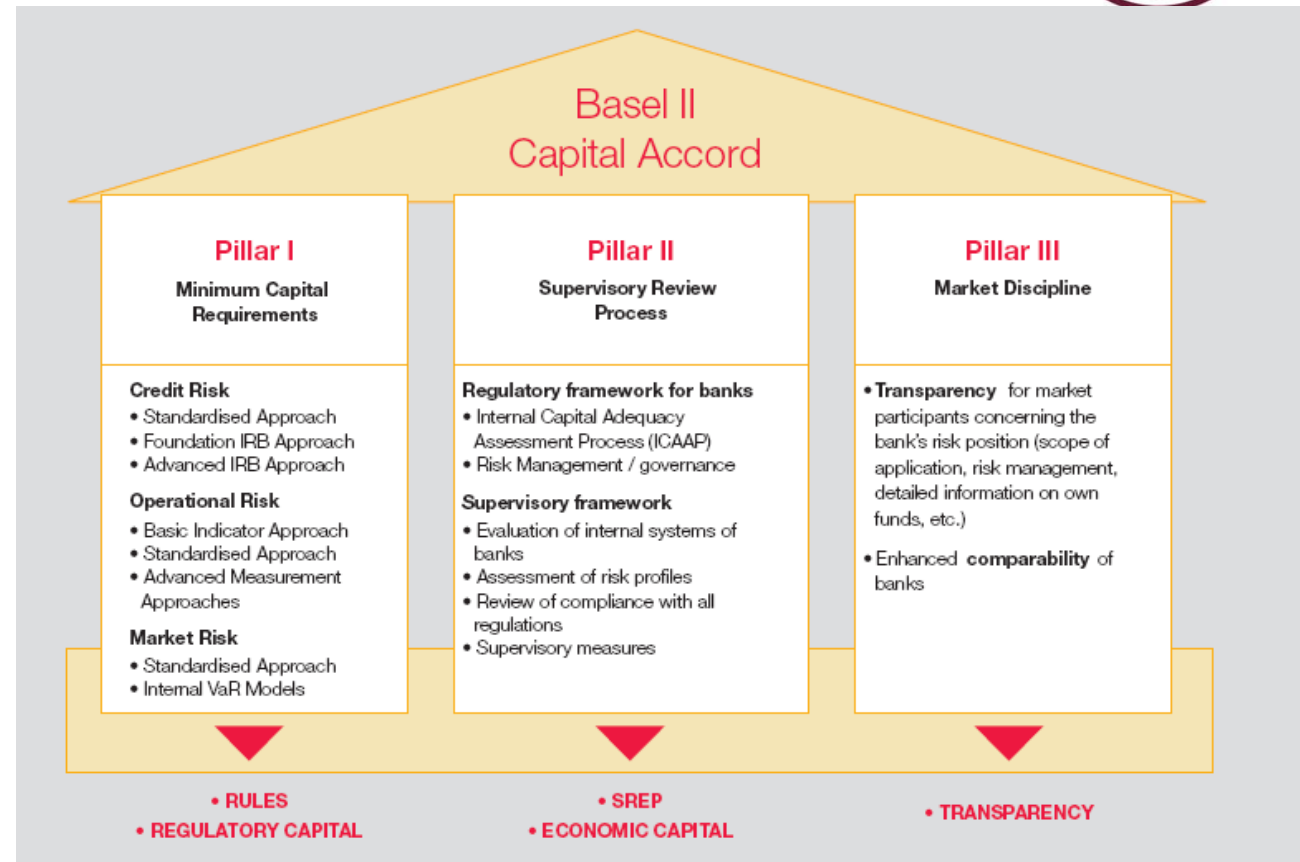 Basel II
Capital Accord
Pillar I
Minimum Capital
Requirements
Credit Risk
• Standardised Approach
• Foundation IRB Approach
• Advanced IRB Approach
Operational Risk
• Basic Indicator Approach
• Standardised Approach
• Advanced Measurement
Approaches
Market Risk
• Standardised Approach
• Internal VaR Models
• RULES
• REGULATORY CAPITAL
Pillar II
Supervisory Review
Process
Regulatory framework for banks
• Internal Capital Adequacy
Assessment Process (ICAAP)
• Risk Management / governance
Supervisory framework
• Evaluation of internal systems of
banks
• Assessment of risk profiles
• Review of compliance with all
regulations
• Supervisory measures
• SREP
• ECONOMIC CAPITAL
Pillar III
Market Discipline
• Transparency for market
participants concerning the
bank's risk position (scope of
application, risk management,
detailed information on own
funds, etc.)
• Enhanced comparability of
banks
• TRANSPARENCY